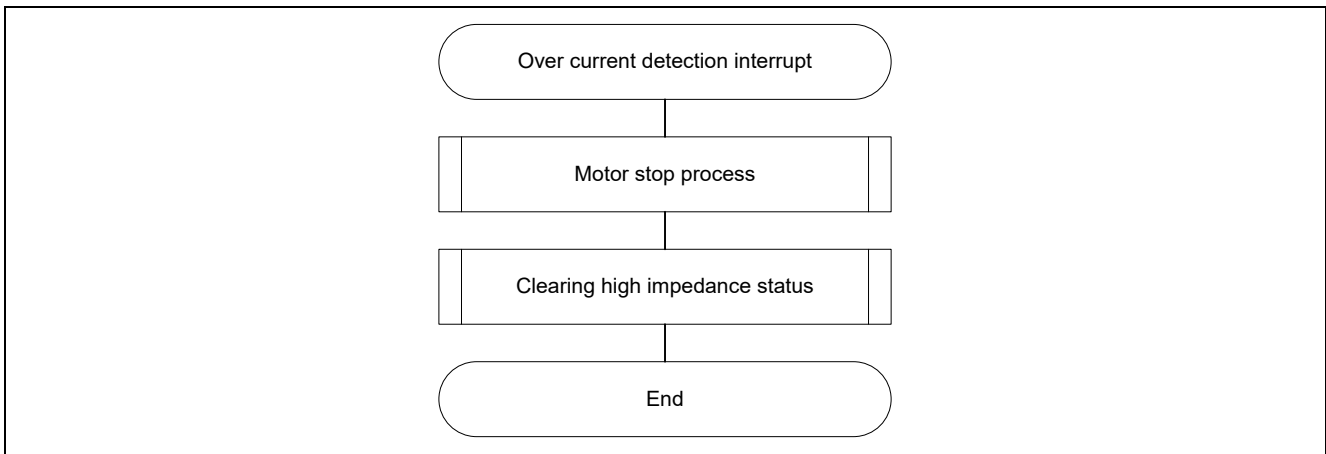 Over current detection interrupt
Motor stop process
Clearing high impedance status
End